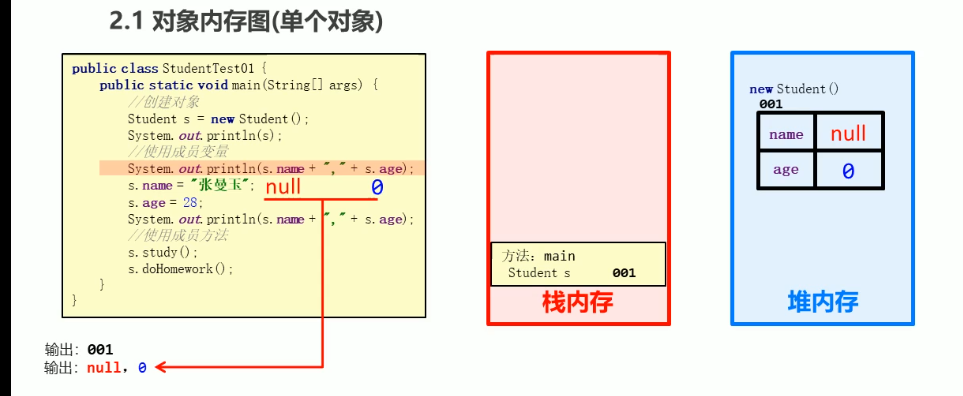 2.1 对象内存图(单个对象)
public class StudentTest01 {
public static void main(String[] args) {
//创建对象
Student s = new Student();
System.out.println(s);
//使用成员变量
System.out.println(s.name + "," + s.age);
s.name = "张曼玉"; null 0
s.age = 28;
System.out.println(s.name + "," + s.age);
//使用成员方法
s.study();
s.doHomework();
}
}
输出: 001
输出: null, 0
方法: main
Student s 001
栈内存
new Student()
001
name null
age 0
堆内存